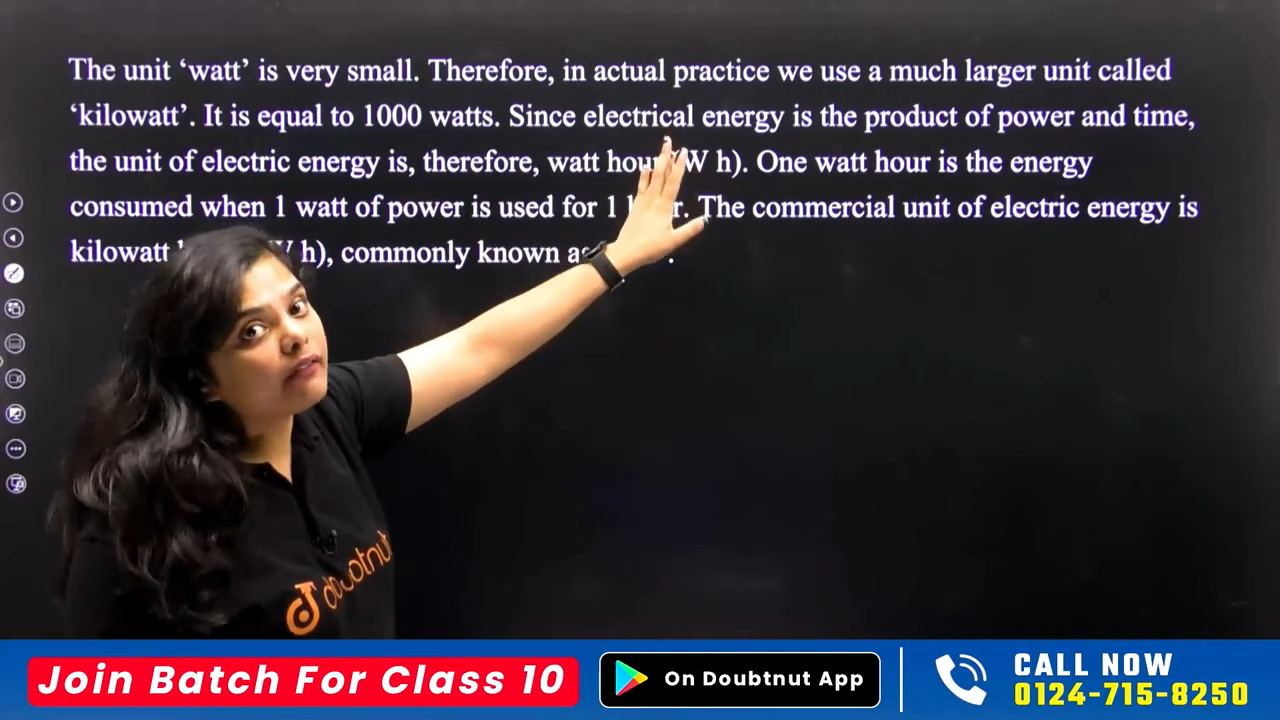 The unit ‘watt’ is very small. Therefore, in actual practice we use a much larger unit called
‘kilowatt’. It is equal to 1000 watts. Since electrical energy is the product of power and time,
the unit of electric energy is, therefore, watt hour (W h). One watt hour is the energy
consumed when 1 watt of power is used for 1 r. The commercial unit of electric energy is
kilowatt h), commonly known as
doubtnut
Join Batch For Class 10
On Doubtnut App
CALL NOW
0124-715-8250